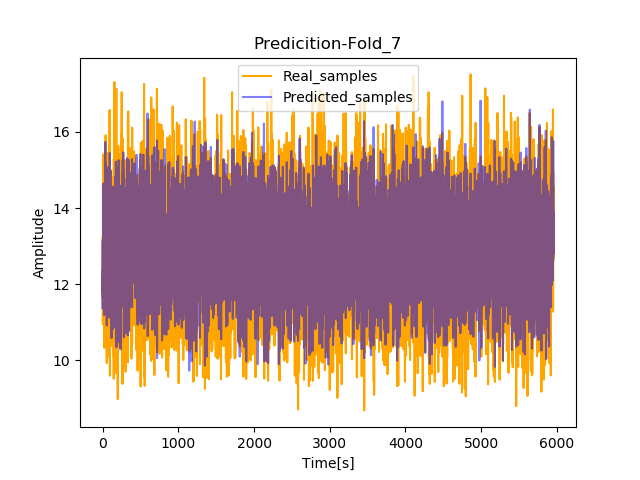 Predicition-Fold_7
Real_samples
Predicted_samples
Amplitude
16
14
12
10
0 1000 2000 3000 4000 5000 6000
Time[s]